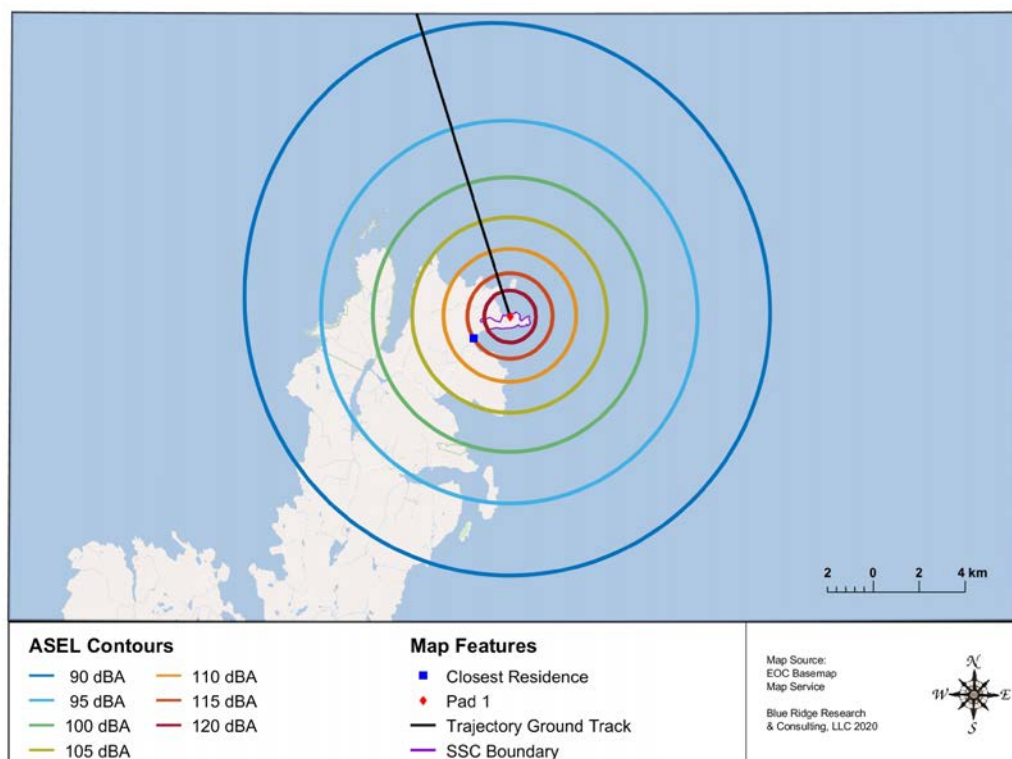 2 0 2 4 km
ASEL Contours
90 dBA
95 dBA
100 dBA
105 dBA
110 dBA
115 dBA
120 dBA
Map Features
Closest Residence
Pad 1
Trajectory Ground Track
SSC Boundary
Map Source:
EOC Basemap
Map Service
Blue Ridge Research
& Consulting, LLC 2020
N
W E
S